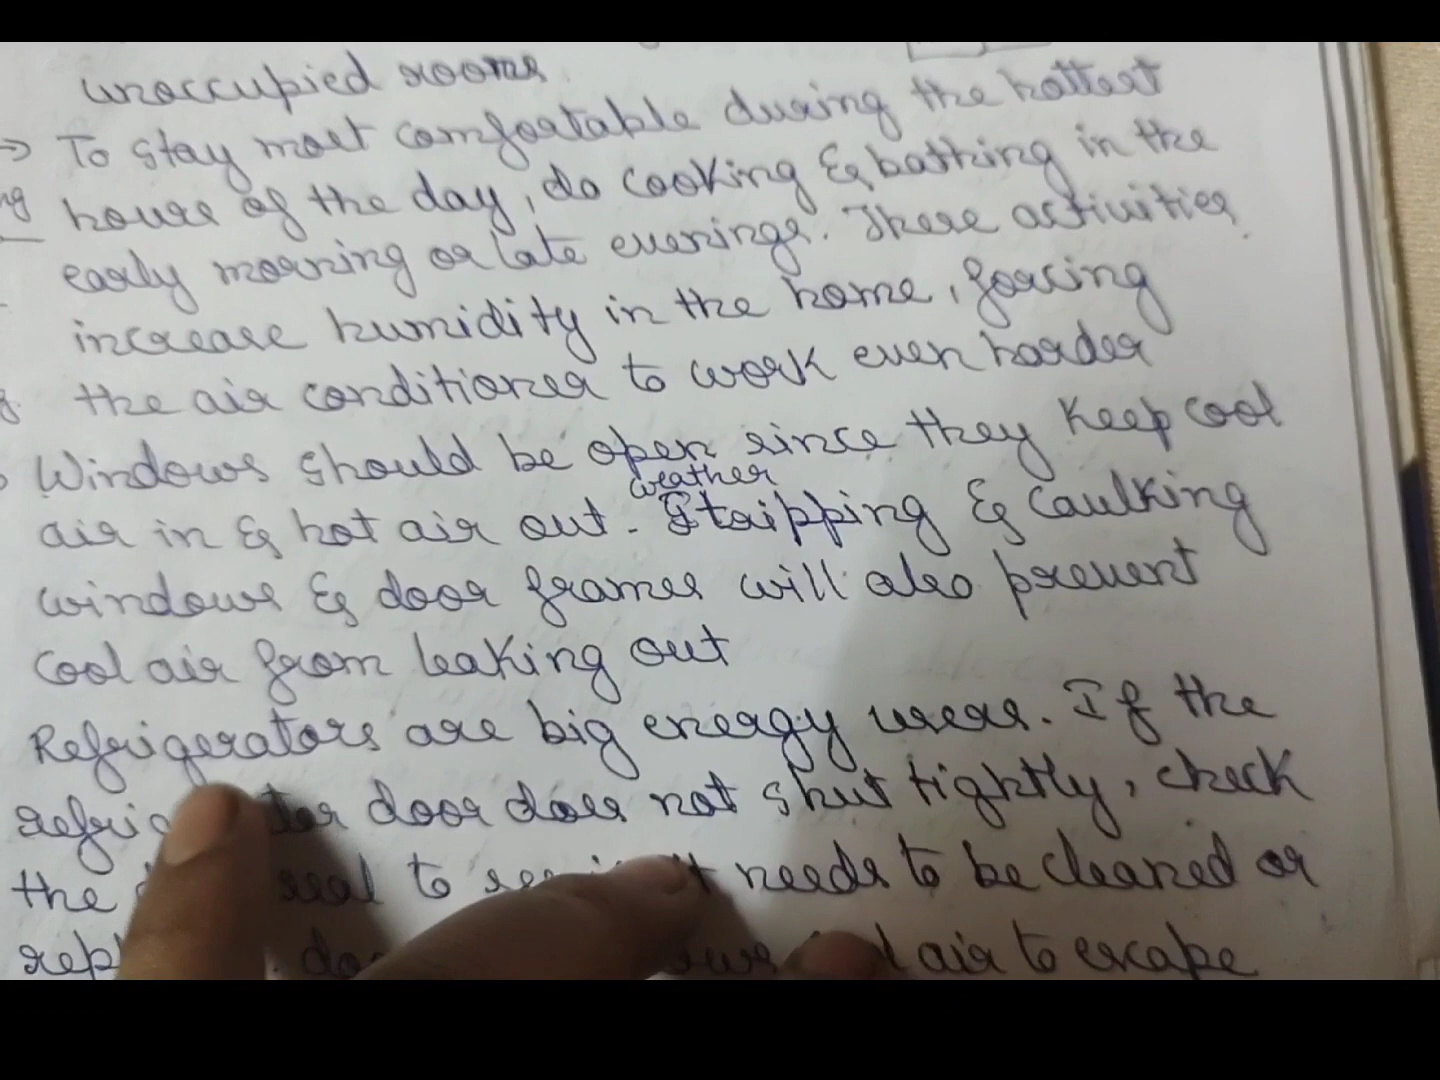 unoccupied rooms
→ To stay most comfortable during the hottest
ng hours of the day, do cooking & bathing in the
early morning or late evenings. These activities
increase humidity in the home, forcing
the air conditioner to work even harder
Windows should be open since they keep cool
weather
air in & hot air out. Stripping & Caulking
windows & door frames will also prevent
cool air from leaking out
Refrigerators are big energy users. If the
door does not shut tightly, check
the seal to needs to be cleaned or
air to escape